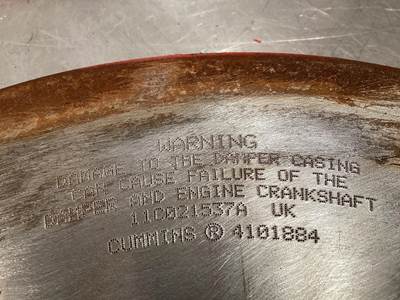 WARNING
DAMAGE TO THE DAMPER CASING
CAN CAUSE FAILURE OF THE
DAMPER AND ENGINE CRANKSHAFT
11C021537A UK
CUMMINS ® 4101884